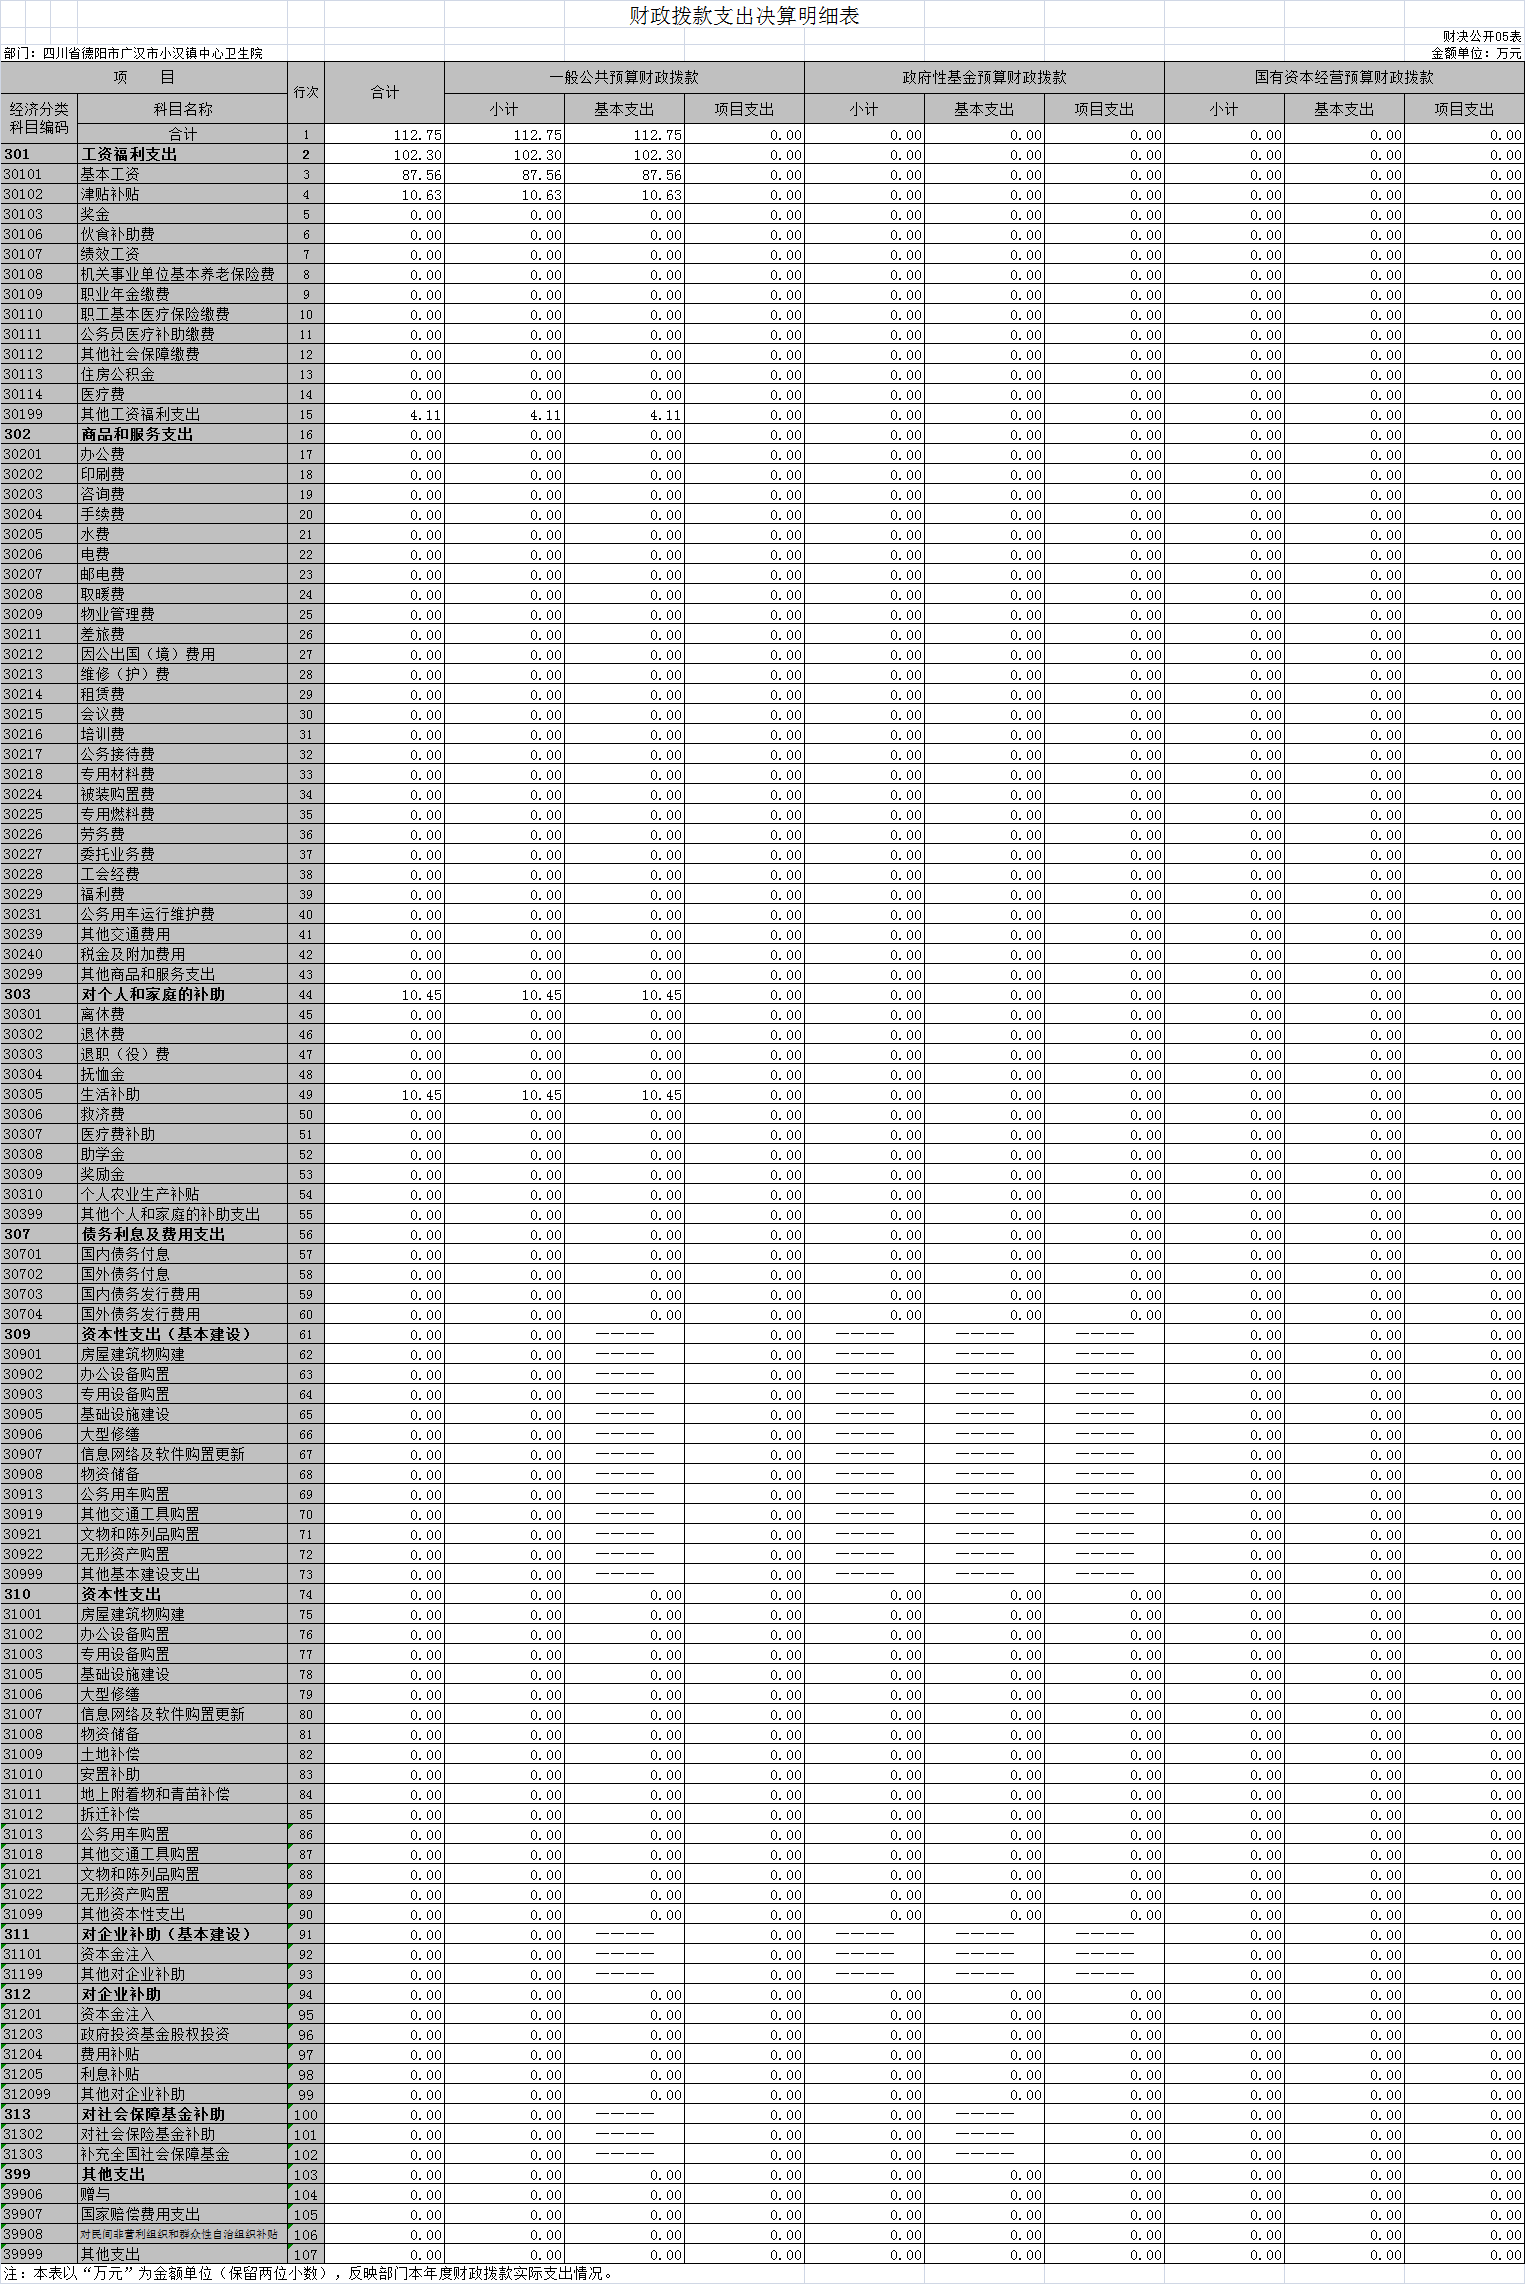 财政拨款支出决算明细表
财决公开05表
部门：四川省德阳市广汉市小汉镇中心卫生院 金额单位：万元
项 目 行次 合计 一般公共预算财政拨款 政府性基金预算财政拨款 国有资本经营预算财政拨款
经济分类科目编码 科目名称 小计 基本支出 项目支出 小计 基本支出 项目支出 小计 基本支出 项目支出
合计 1 112.75 112.75 112.75 0.00 0.00 0.00 0.00 0.00 0.00 0.00
301 工资福利支出 2 102.30 102.30 102.30 0.00 0.00 0.00 0.00 0.00 0.00 0.00
30101 基本工资 3 87.56 87.56 87.56 0.00 0.00 0.00 0.00 0.00 0.00 0.00
30102 津贴补贴 4 10.63 10.63 10.63 0.00 0.00 0.00 0.00 0.00 0.00 0.00
30103 奖金 5 0.00 0.00 0.00 0.00 0.00 0.00 0.00 0.00 0.00 0.00
30106 伙食补助费 6 0.00 0.00 0.00 0.00 0.00 0.00 0.00 0.00 0.00 0.00
30107 绩效工资 7 0.00 0.00 0.00 0.00 0.00 0.00 0.00 0.00 0.00 0.00
30108 机关事业单位基本养老保险费 8 0.00 0.00 0.00 0.00 0.00 0.00 0.00 0.00 0.00 0.00
30109 职业年金缴费 9 0.00 0.00 0.00 0.00 0.00 0.00 0.00 0.00 0.00 0.00
30110 职工基本医疗保险缴费 10 0.00 0.00 0.00 0.00 0.00 0.00 0.00 0.00 0.00 0.00
30111 公务员医疗补助缴费 11 0.00 0.00 0.00 0.00 0.00 0.00 0.00 0.00 0.00 0.00
30112 其他社会保障缴费 12 0.00 0.00 0.00 0.00 0.00 0.00 0.00 0.00 0.00 0.00
30113 住房公积金 13 0.00 0.00 0.00 0.00 0.00 0.00 0.00 0.00 0.00 0.00
30114 医疗费 14 0.00 0.00 0.00 0.00 0.00 0.00 0.00 0.00 0.00 0.00
30199 其他工资福利支出 15 4.11 4.11 4.11 0.00 0.00 0.00 0.00 0.00 0.00 0.00
302 商品和服务支出 16 0.00 0.00 0.00 0.00 0.00 0.00 0.00 0.00 0.00 0.00
30201 办公费 17 0.00 0.00 0.00 0.00 0.00 0.00 0.00 0.00 0.00 0.00
30202 印刷费 18 0.00 0.00 0.00 0.00 0.00 0.00 0.00 0.00 0.00 0.00
30203 咨询费 19 0.00 0.00 0.00 0.00 0.00 0.00 0.00 0.00 0.00 0.00
30204 手续费 20 0.00 0.00 0.00 0.00 0.00 0.00 0.00 0.00 0.00 0.00
30205 水费 21 0.00 0.00 0.00 0.00 0.00 0.00 0.00 0.00 0.00 0.00
30206 电费 22 0.00 0.00 0.00 0.00 0.00 0.00 0.00 0.00 0.00 0.00
30207 邮电费 23 0.00 0.00 0.00 0.00 0.00 0.00 0.00 0.00 0.00 0.00
30208 取暖费 24 0.00 0.00 0.00 0.00 0.00 0.00 0.00 0.00 0.00 0.00
30209 物业管理费 25 0.00 0.00 0.00 0.00 0.00 0.00 0.00 0.00 0.00 0.00
30211 差旅费 26 0.00 0.00 0.00 0.00 0.00 0.00 0.00 0.00 0.00 0.00
30212 因公出国（境）费用 27 0.00 0.00 0.00 0.00 0.00 0.00 0.00 0.00 0.00 0.00
30213 维修（护）费 28 0.00 0.00 0.00 0.00 0.00 0.00 0.00 0.00 0.00 0.00
30214 租赁费 29 0.00 0.00 0.00 0.00 0.00 0.00 0.00 0.00 0.00 0.00
30215 会议费 30 0.00 0.00 0.00 0.00 0.00 0.00 0.00 0.00 0.00 0.00
30216 培训费 31 0.00 0.00 0.00 0.00 0.00 0.00 0.00 0.00 0.00 0.00
30217 公务接待费 32 0.00 0.00 0.00 0.00 0.00 0.00 0.00 0.00 0.00 0.00
30218 专用材料费 33 0.00 0.00 0.00 0.00 0.00 0.00 0.00 0.00 0.00 0.00
30224 被装购置费 34 0.00 0.00 0.00 0.00 0.00 0.00 0.00 0.00 0.00 0.00
30225 专用燃料费 35 0.00 0.00 0.00 0.00 0.00 0.00 0.00 0.00 0.00 0.00
30226 劳务费 36 0.00 0.00 0.00 0.00 0.00 0.00 0.00 0.00 0.00 0.00
30227 委托业务费 37 0.00 0.00 0.00 0.00 0.00 0.00 0.00 0.00 0.00 0.00
30228 工会经费 38 0.00 0.00 0.00 0.00 0.00 0.00 0.00 0.00 0.00 0.00
30229 福利费 39 0.00 0.00 0.00 0.00 0.00 0.00 0.00 0.00 0.00 0.00
30231 公务用车运行维护费 40 0.00 0.00 0.00 0.00 0.00 0.00 0.00 0.00 0.00 0.00
30239 其他交通费用 41 0.00 0.00 0.00 0.00 0.00 0.00 0.00 0.00 0.00 0.00
30240 税金及附加费用 42 0.00 0.00 0.00 0.00 0.00 0.00 0.00 0.00 0.00 0.00
30299 其他商品和服务支出 43 0.00 0.00 0.00 0.00 0.00 0.00 0.00 0.00 0.00 0.00
303 对个人和家庭的补助 44 10.45 10.45 10.45 0.00 0.00 0.00 0.00 0.00 0.00 0.00
30301 离休费 45 0.00 0.00 0.00 0.00 0.00 0.00 0.00 0.00 0.00 0.00
30302 退休费 46 0.00 0.00 0.00 0.00 0.00 0.00 0.00 0.00 0.00 0.00
30303 退职（役）费 47 0.00 0.00 0.00 0.00 0.00 0.00 0.00 0.00 0.00 0.00
30304 抚恤金 48 0.00 0.00 0.00 0.00 0.00 0.00 0.00 0.00 0.00 0.00
30305 生活补助 49 10.45 10.45 10.45 0.00 0.00 0.00 0.00 0.00 0.00 0.00
30306 救济费 50 0.00 0.00 0.00 0.00 0.00 0.00 0.00 0.00 0.00 0.00
30307 医疗费补助 51 0.00 0.00 0.00 0.00 0.00 0.00 0.00 0.00 0.00 0.00
30308 助学金 52 0.00 0.00 0.00 0.00 0.00 0.00 0.00 0.00 0.00 0.00
30309 奖励金 53 0.00 0.00 0.00 0.00 0.00 0.00 0.00 0.00 0.00 0.00
30310 个人农业生产补贴 54 0.00 0.00 0.00 0.00 0.00 0.00 0.00 0.00 0.00 0.00
30399 其他个人和家庭的补助支出 55 0.00 0.00 0.00 0.00 0.00 0.00 0.00 0.00 0.00 0.00
307 债务利息及费用支出 56 0.00 0.00 0.00 0.00 0.00 0.00 0.00 0.00 0.00 0.00
30701 国内债务付息 57 0.00 0.00 0.00 0.00 0.00 0.00 0.00 0.00 0.00 0.00
30702 国外债务付息 58 0.00 0.00 0.00 0.00 0.00 0.00 0.00 0.00 0.00 0.00
30703 国内债务发行费用 59 0.00 0.00 0.00 0.00 0.00 0.00 0.00 0.00 0.00 0.00
30704 国外债务发行费用 60 0.00 0.00 0.00 0.00 0.00 0.00 0.00 0.00 0.00 0.00
309 资本性支出（基本建设） 61 0.00 0.00 ———— 0.00 ———— ———— ———— 0.00 0.00 0.00
30901 房屋建筑物购建 62 0.00 0.00 ———— 0.00 ———— ———— ———— 0.00 0.00 0.00
30902 办公设备购置 63 0.00 0.00 ———— 0.00 ———— ———— ———— 0.00 0.00 0.00
30903 专用设备购置 64 0.00 0.00 ———— 0.00 ———— ———— ———— 0.00 0.00 0.00
30905 基础设施建设 65 0.00 0.00 ———— 0.00 ———— ———— ———— 0.00 0.00 0.00
30906 大型修缮 66 0.00 0.00 ———— 0.00 ———— ———— ———— 0.00 0.00 0.00
30907 信息网络及软件购置更新 67 0.00 0.00 ———— 0.00 ———— ———— ———— 0.00 0.00 0.00
30908 物资储备 68 0.00 0.00 ———— 0.00 ———— ———— ———— 0.00 0.00 0.00
30913 公务用车购置 69 0.00 0.00 ———— 0.00 ———— ———— ———— 0.00 0.00 0.00
30919 其他交通工具购置 70 0.00 0.00 ———— 0.00 ———— ———— ———— 0.00 0.00 0.00
30921 文物和陈列品购置 71 0.00 0.00 ———— 0.00 ———— ———— ———— 0.00 0.00 0.00
30922 无形资产购置 72 0.00 0.00 ———— 0.00 ———— ———— ———— 0.00 0.00 0.00
30999 其他基本建设支出 73 0.00 0.00 ———— 0.00 ———— ———— ———— 0.00 0.00 0.00
310 资本性支出 74 0.00 0.00 0.00 0.00 0.00 0.00 0.00 0.00 0.00 0.00
31001 房屋建筑物购建 75 0.00 0.00 0.00 0.00 0.00 0.00 0.00 0.00 0.00 0.00
31002 办公设备购置 76 0.00 0.00 0.00 0.00 0.00 0.00 0.00 0.00 0.00 0.00
31003 专用设备购置 77 0.00 0.00 0.00 0.00 0.00 0.00 0.00 0.00 0.00 0.00
31005 基础设施建设 78 0.00 0.00 0.00 0.00 0.00 0.00 0.00 0.00 0.00 0.00
31006 大型修缮 79 0.00 0.00 0.00 0.00 0.00 0.00 0.00 0.00 0.00 0.00
31007 信息网络及软件购置更新 80 0.00 0.00 0.00 0.00 0.00 0.00 0.00 0.00 0.00 0.00
31008 物资储备 81 0.00 0.00 0.00 0.00 0.00 0.00 0.00 0.00 0.00 0.00
31009 土地补偿 82 0.00 0.00 0.00 0.00 0.00 0.00 0.00 0.00 0.00 0.00
31010 安置补助 83 0.00 0.00 0.00 0.00 0.00 0.00 0.00 0.00 0.00 0.00
31011 地上附着物和青苗补偿 84 0.00 0.00 0.00 0.00 0.00 0.00 0.00 0.00 0.00 0.00
31012 拆迁补偿 85 0.00 0.00 0.00 0.00 0.00 0.00 0.00 0.00 0.00 0.00
31013 公务用车购置 86 0.00 0.00 0.00 0.00 0.00 0.00 0.00 0.00 0.00 0.00
31018 其他交通工具购置 87 0.00 0.00 0.00 0.00 0.00 0.00 0.00 0.00 0.00 0.00
31021 文物和陈列品购置 88 0.00 0.00 0.00 0.00 0.00 0.00 0.00 0.00 0.00 0.00
31022 无形资产购置 89 0.00 0.00 0.00 0.00 0.00 0.00 0.00 0.00 0.00 0.00
31099 其他资本性支出 90 0.00 0.00 0.00 0.00 0.00 0.00 0.00 0.00 0.00 0.00
311 对企业补助（基本建设） 91 0.00 0.00 ———— 0.00 ———— ———— ———— 0.00 0.00 0.00
31101 资本金注入 92 0.00 0.00 ———— 0.00 ———— ———— ———— 0.00 0.00 0.00
31199 其他对企业补助 93 0.00 0.00 ———— 0.00 ———— ———— ———— 0.00 0.00 0.00
312 对企业补助 94 0.00 0.00 0.00 0.00 0.00 0.00 0.00 0.00 0.00 0.00
31201 资本金注入 95 0.00 0.00 0.00 0.00 0.00 0.00 0.00 0.00 0.00 0.00
31203 政府投资基金股权投资 96 0.00 0.00 0.00 0.00 0.00 0.00 0.00 0.00 0.00 0.00
31204 费用补贴 97 0.00 0.00 0.00 0.00 0.00 0.00 0.00 0.00 0.00 0.00
31205 利息补贴 98 0.00 0.00 0.00 0.00 0.00 0.00 0.00 0.00 0.00 0.00
312099 其他对企业补助 99 0.00 0.00 0.00 0.00 0.00 0.00 0.00 0.00 0.00 0.00
313 对社会保障基金补助 100 0.00 0.00 ———— 0.00 0.00 ———— 0.00 0.00 0.00 0.00
31302 对社会保险基金补助 101 0.00 0.00 ———— 0.00 0.00 ———— 0.00 0.00 0.00 0.00
31303 补充全国社会保障基金 102 0.00 0.00 ———— 0.00 0.00 ———— 0.00 0.00 0.00 0.00
399 其他支出 103 0.00 0.00 0.00 0.00 0.00 0.00 0.00 0.00 0.00 0.00
39906 赠与 104 0.00 0.00 0.00 0.00 0.00 0.00 0.00 0.00 0.00 0.00
39907 国家赔偿费用支出 105 0.00 0.00 0.00 0.00 0.00 0.00 0.00 0.00 0.00 0.00
39908 对民间非营利组织和群众性自治组织补贴 106 0.00 0.00 0.00 0.00 0.00 0.00 0.00 0.00 0.00 0.00
39999 其他支出 107 0.00 0.00 0.00 0.00 0.00 0.00 0.00 0.00 0.00 0.00
注：本表以“万元”为金额单位（保留两位小数），反映部门本年度财政拨款实际支出情况。